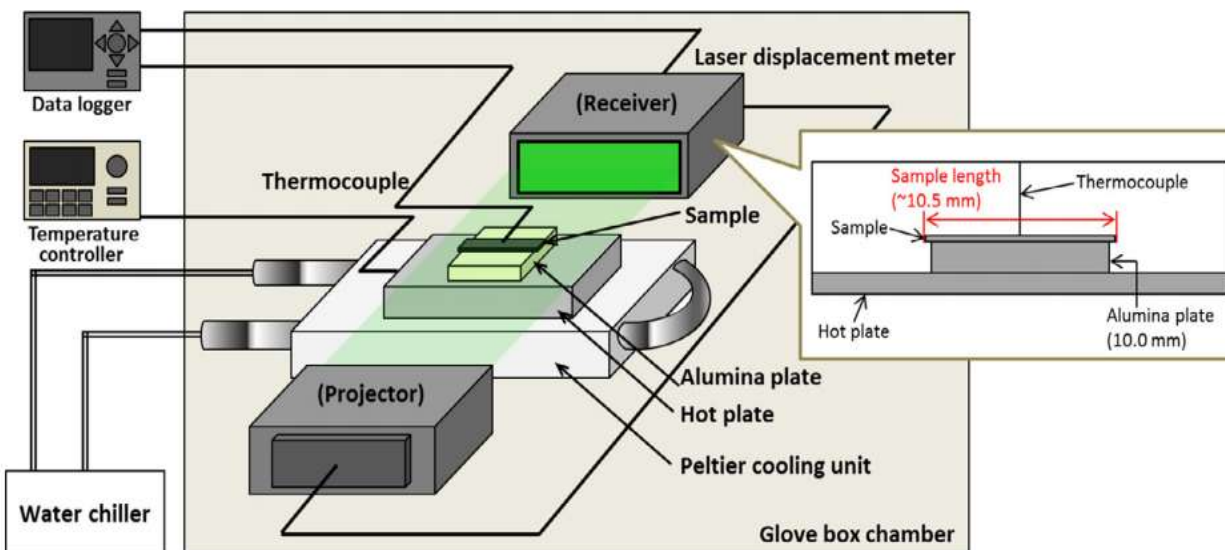 Data logger
Temperature
controller
Water chiller
Thermocouple
Laser displacement meter
(Receiver)
Sample
Alumina plate
Hot plate
Peltier cooling unit
(Projector)
Glove box chamber
Sample length
(~10.5 mm)
Thermocouple
Sample
Hot plate
Alumina plate
(10.0 mm)